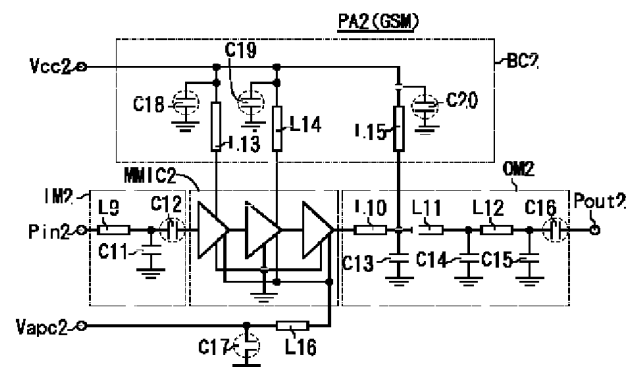 PA2(GSM)
Vcc2
C19
BC2
C18
C20
L13
L14
L15
MMIC2
OM2
IM2
L9
C12
L10
L11
L12
C16
Pout2
Pin2
C11
C13
C14
C15
Vapc2
C17
L16